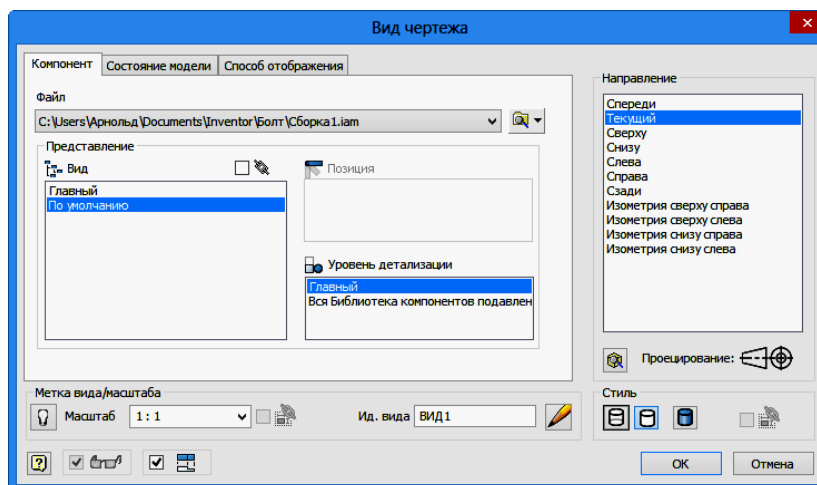 Вид чертежа
Компонент
Состояние модели
Способ отображения
Файл
C:\Users\Арнольд\Documents\Inventor\Болт\Сборка1.iam
Представление
Вид
Главный
По умолчанию
Позиция
Уровень детализации
Главный
Вся Библиотека компонентов подавлен
Направление
Спереди
Текущий
Сверху
Снизу
Слева
Справа
Сзади
Изометрия сверху справа
Изометрия сверху слева
Изометрия снизу справа
Изометрия снизу слева
Проецирование:
Метка вида/масштаба
Масштаб
1 : 1
Ид. вида
ВИД1
Стиль
ОК
Отмена